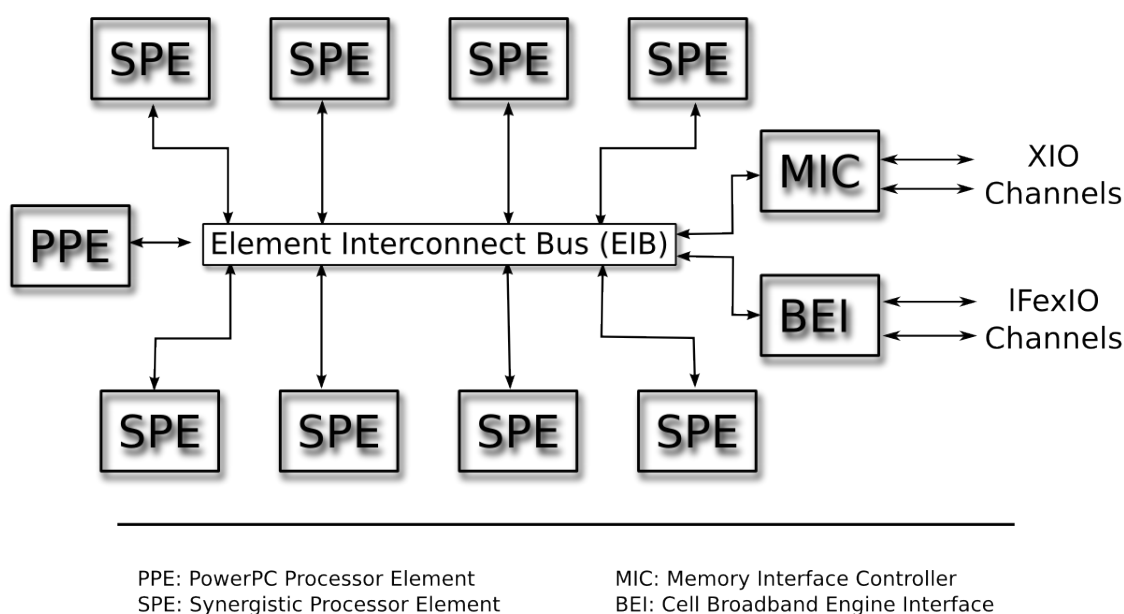 SPE
SPE
SPE
SPE
MIC
XIO
Channels
PPE
Element Interconnect Bus (EIB)
BEI
lFexIO
Channels
SPE
SPE
SPE
SPE
PPE: PowerPC Processor Element
SPE: Synergistic Processor Element
MIC: Memory Interface Controller
BEI: Cell Broadband Engine Interface